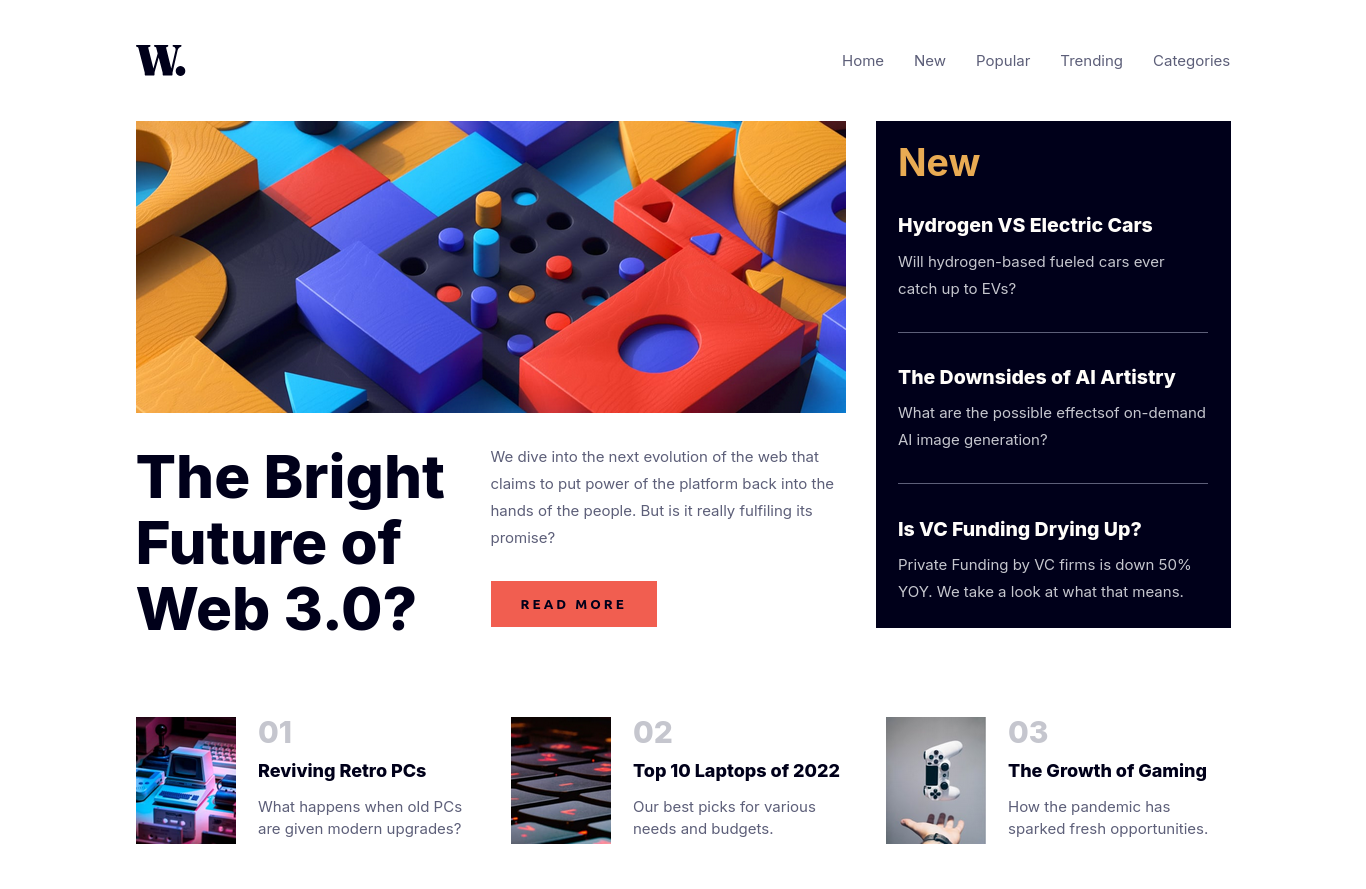 W.
Home New Popular Trending Categories
The Bright
Future of
Web 3.0?
We dive into the next evolution of the web that
claims to put power of the platform back into the
hands of the people. But is it really fulfiling its
promise?
READ MORE
New
Hydrogen VS Electric Cars
Will hydrogen-based fueled cars ever
catch up to EVs?
The Downsides of AI Artistry
What are the possible effectsof on-demand
AI image generation?
Is VC Funding Drying Up?
Private Funding by VC firms is down 50%
YOY. We take a look at what that means.
01
Reviving Retro PCs
What happens when old PCs
are given modern upgrades?
02
Top 10 Laptops of 2022
Our best picks for various
needs and budgets.
03
The Growth of Gaming
How the pandemic has
sparked fresh opportunities.